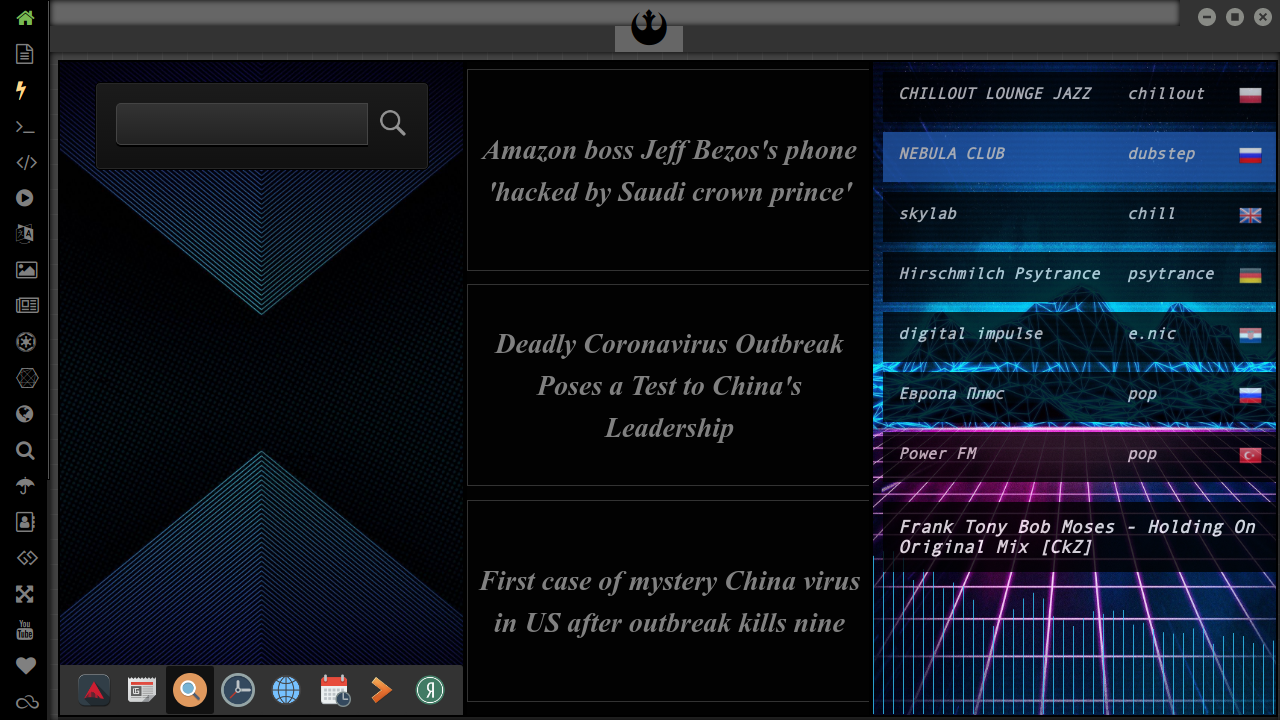 Amazon boss Jeff Bezos's phone
'hacked by Saudi crown prince'
Deadly Coronavirus Outbreak
Poses a Test to China's
Leadership
First case of mystery China virus
in US after outbreak kills nine
CHILLOUT LOUNGE JAZZ chillout
NEBULA CLUB dubstep
skylab chill
Hirschmilch Psytrance psytrance
digital impulse e.nic
Европа Плюс pop
Power FM pop
Frank Tony Bob Moses - Holding On
Original Mix [CkZ]
You
Tube
Я